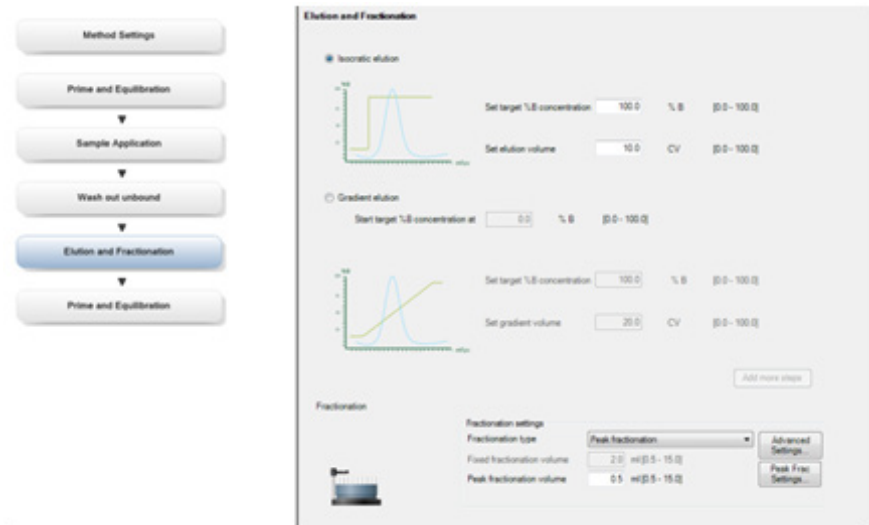 Method Settings
Prime and Equilibration
Sample Application
Wash out unbound
Elution and Fractionation
Prime and Equilibration
Elution and Fractionation
Isocratic elution
Set target %B concentration 100.0 % B [0.0 - 100.0]
Set elution volume 10.0 CV [0.0 - 100.0]
Gradient elution
Start target %B concentration at 0.0 % B [0.0 - 100.0]
Set target %B concentration 100.0 % B [0.0 - 100.0]
Set gradient volume 20.0 CV [0.0 - 100.0]
Add more steps
Fractionation
Fractionation settings
Fractionation type Peak fractionation
Advanced Settings...
Fixed fractionation volume 2.0 ml [0.5 - 15.0]
Peak fractionation volume 0.5 ml [0.5 - 15.0]
Peak Frac Settings...